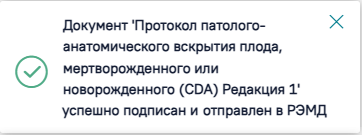 Документ 'Протокол патолого-
анатомического вскрытия плода,
мертворожденного или
новорожденного (CDA) Редакция 1'
успешно подписан и отправлен в РЭМД